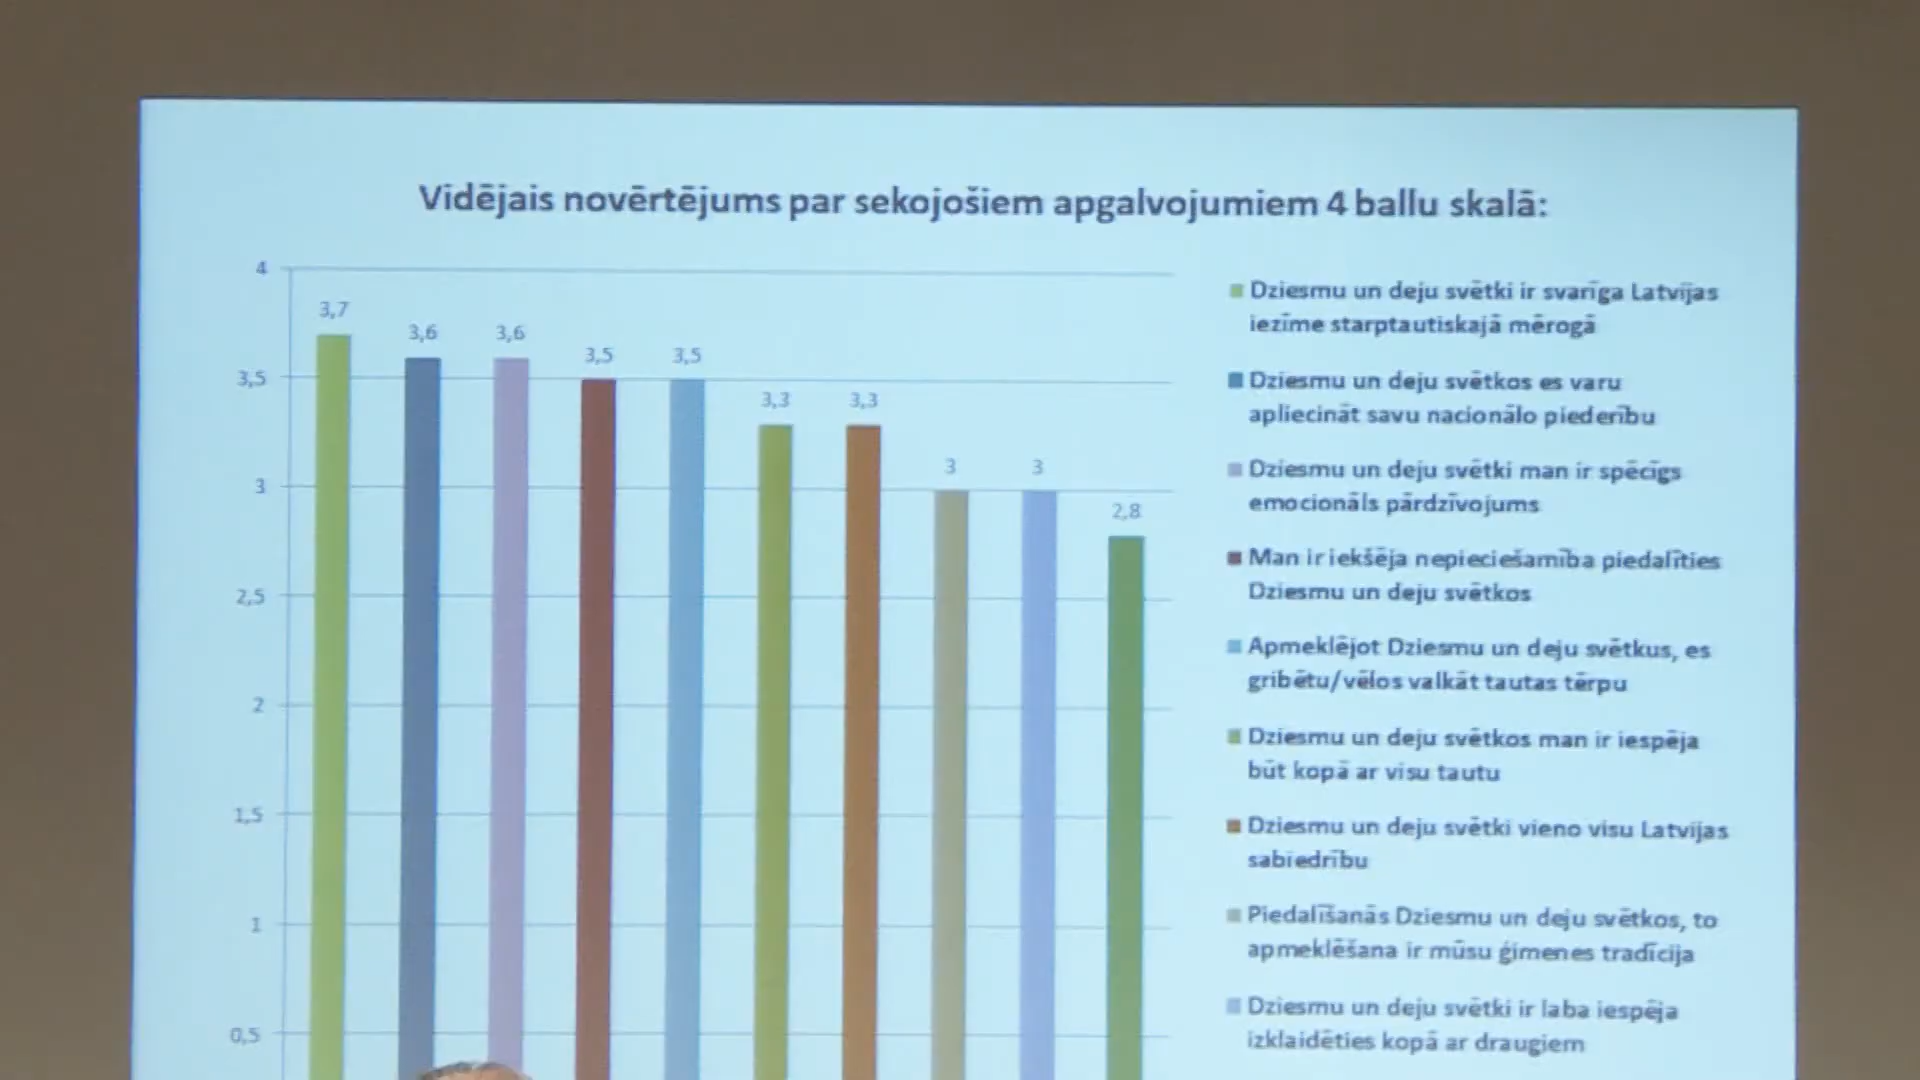 Vidējais novērtējums par sekojošiem apgalvojumiem 4 ballu skalā:
4
3,5
3
2,5
2
1,5
1
0,5
3,7
3,6
3,6
3,5
3,5
3,3
3,3
3
3
2,8
Dziesmu un deju svētki ir svarīga Latvijas
iezīme starptautiskajā mērogā
Dziesmu un deju svētkos es varu
apliecināt savu nacionālo piederību
Dziesmu un deju svētki man ir spēcīgs
emocionāls pārdzīvojums
Man ir iekšēja nepieciešamība piedalīties
Dziesmu un deju svētkos
Apmeklējot Dziesmu un deju svētkus, es
gribētu/vēlos valkāt tautas tērpu
Dziesmu un deju svētkos man ir iespēja
būt kopā ar visu tautu
Dziesmu un deju svētki vieno visu Latvijas
sabiedrību
Piedalīšanās Dziesmu un deju svētkos, to
apmeklēšana ir mūsu ģimenes tradīcija
Dziesmu un deju svētki ir laba iespēja
izklaidēties kopā ar draugiem